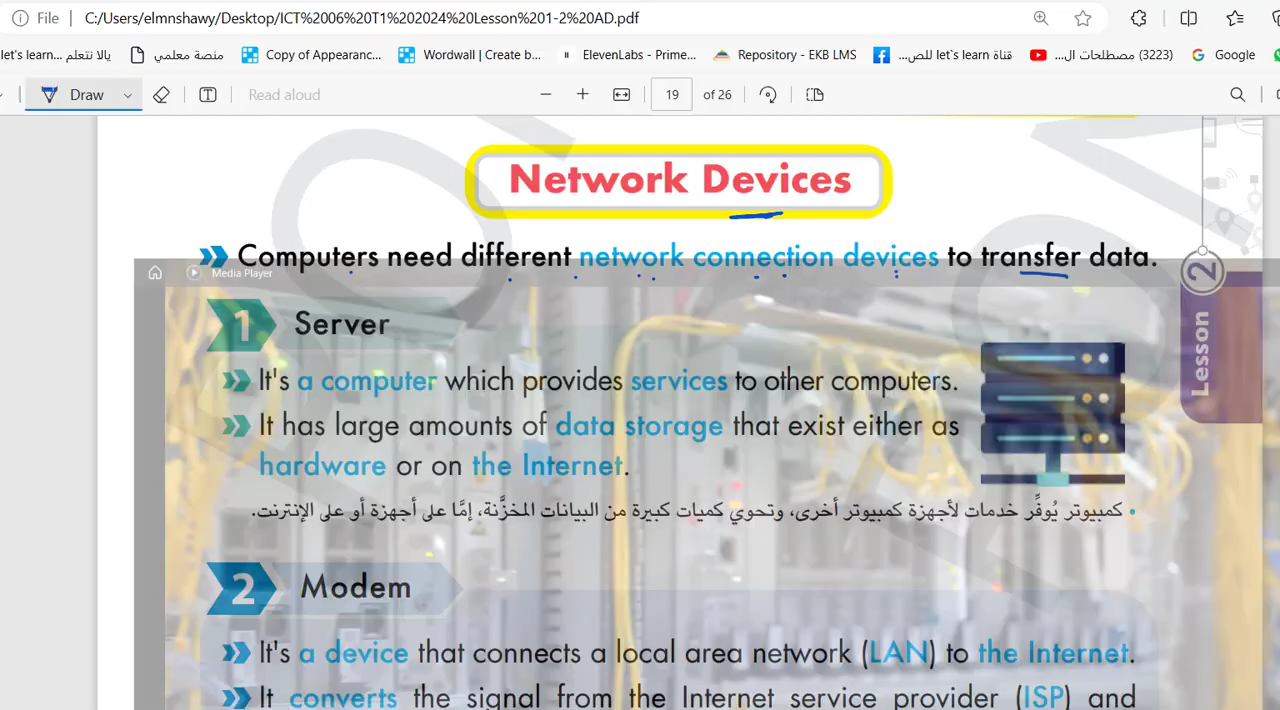 File C:/Users/elmnshawy/Desktop/ICT%2006%20T1%202024%20Lesson%201-2%20AD.pdf
let's learn... يالا نتعلم منصة معلمي Copy of Appearanc... Wordwall | Create b... ElevenLabs - Prime... Repository - EKB LMS قناة let`s learn للص... (3223) مصطلحات ال... Google
Draw Read aloud 19 of 26
Network Devices
Computers need different network connection devices to transfer data.
Media Player
1 Server
It's a computer which provides services to other computers.
It has large amounts of data storage that exist either as
hardware or on the Internet.
• كمبيوتر يُوفِّر خدمات لأجهزة كمبيوتر أخرى، وتحوي كميات كبيرة من البيانات المخزَّنة، إمَّا على أجهزة أو على الإنترنت.
2 Modem
It's a device that connects a local area network (LAN) to the Internet.
It converts the signal from the Internet service provider (ISP) and
Lesson 2